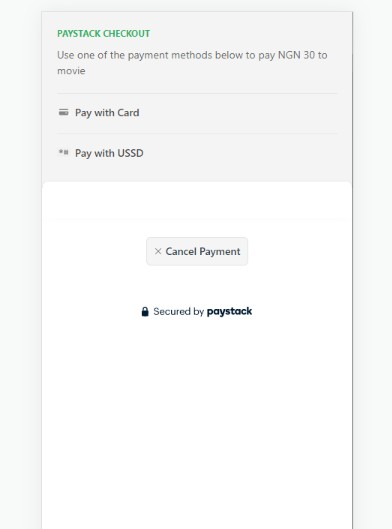 PAYSTACK CHECKOUT
Use one of the payment methods below to pay NGN 30 to
movie
Pay with Card
*# Pay with USSD
× Cancel Payment
Secured by paystack